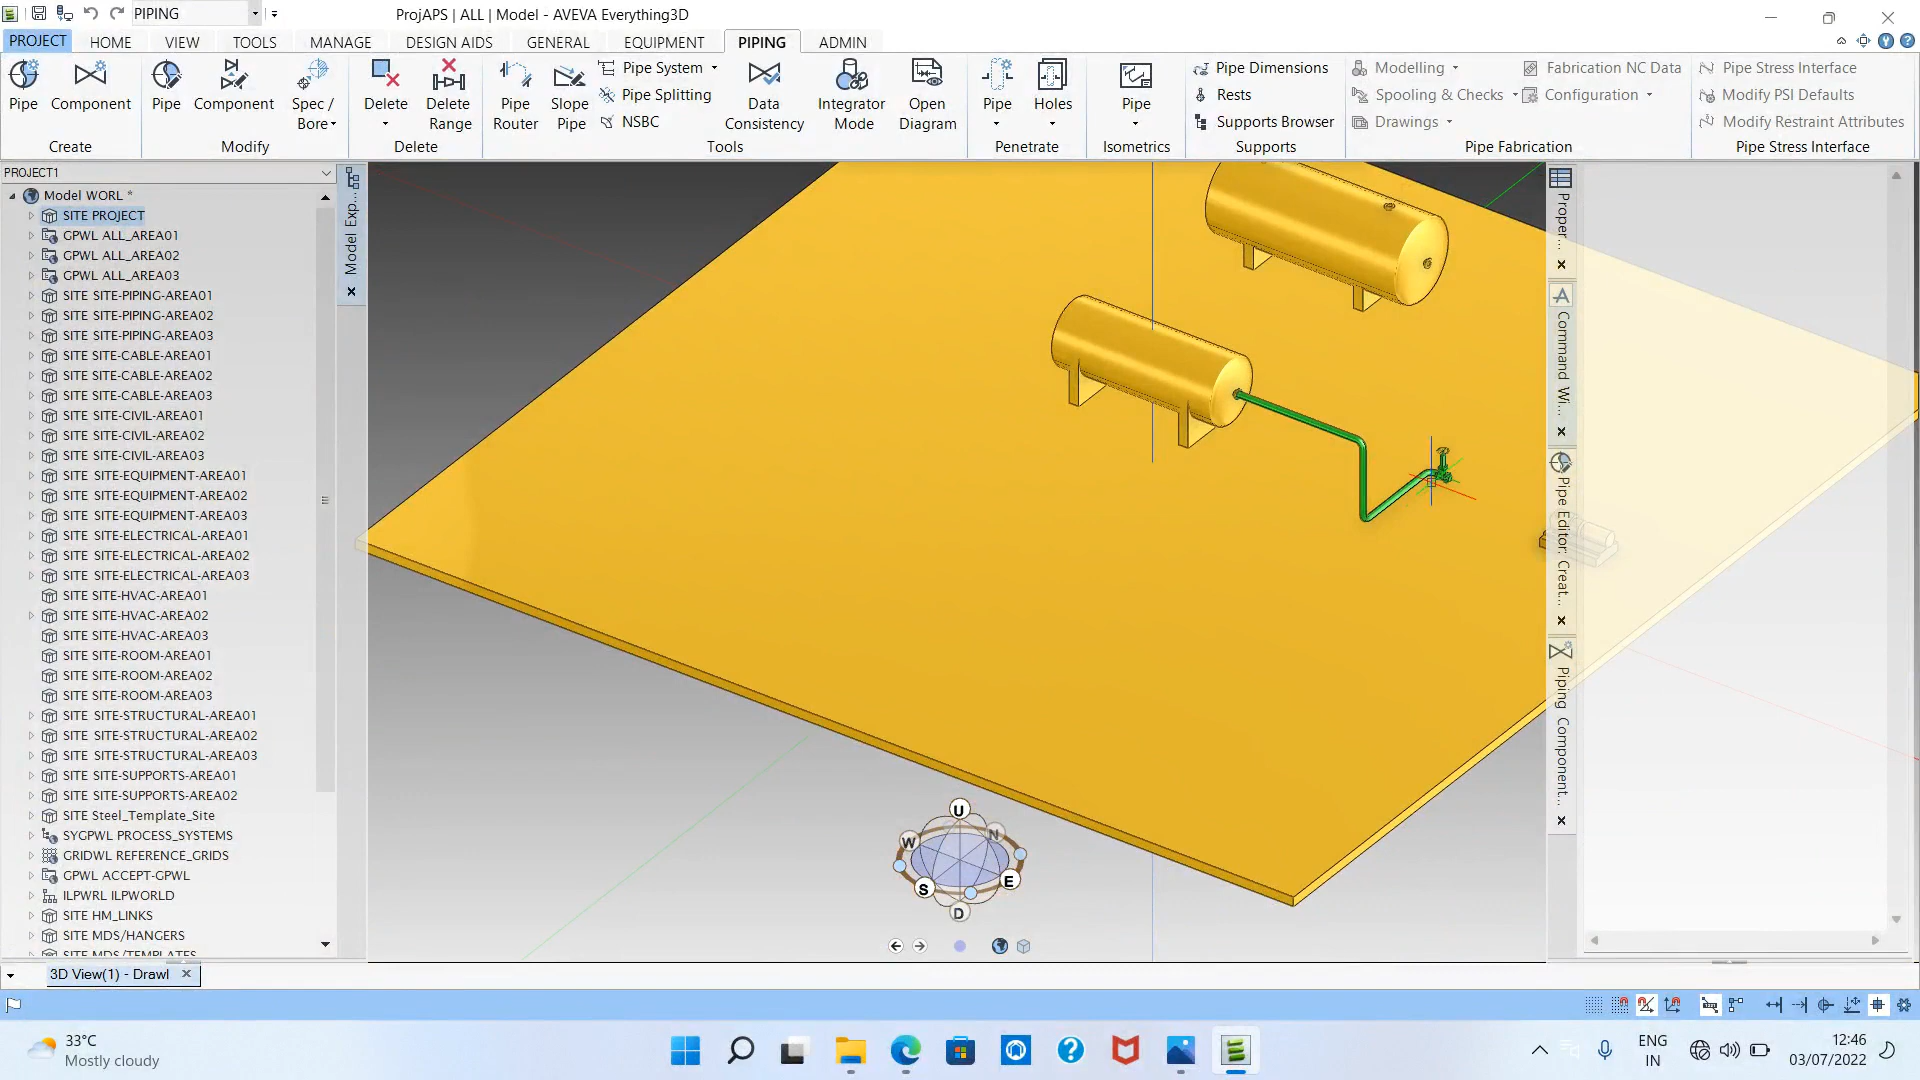 PIPING
ProjAPS | ALL | Model - AVEVA Everything3D
PROJECT
HOME
VIEW
TOOLS
MANAGE
DESIGN AIDS
GENERAL
EQUIPMENT
PIPING
ADMIN
Pipe
Component
Create
Pipe
Component
Spec /
Bore
Modify
Delete
Delete
Range
Delete
Pipe
Router
Slope
Pipe
Pipe System
Pipe Splitting
NSBC
Data
Consistency
Integrator
Mode
Open
Diagram
Tools
Pipe
Holes
Penetrate
Pipe
Isometrics
Pipe Dimensions
Rests
Supports Browser
Supports
Modelling
Spooling & Checks
Drawings
Fabrication NC Data
Configuration
Pipe Fabrication
Pipe Stress Interface
Modify PSI Defaults
Modify Restraint Attributes
Pipe Stress Interface
PROJECT1
Model WORL *
SITE PROJECT
GPWL ALL_AREA01
GPWL ALL_AREA02
GPWL ALL_AREA03
SITE SITE-PIPING-AREA01
SITE SITE-PIPING-AREA02
SITE SITE-PIPING-AREA03
SITE SITE-CABLE-AREA01
SITE SITE-CABLE-AREA02
SITE SITE-CABLE-AREA03
SITE SITE-CIVIL-AREA01
SITE SITE-CIVIL-AREA02
SITE SITE-CIVIL-AREA03
SITE SITE-EQUIPMENT-AREA01
SITE SITE-EQUIPMENT-AREA02
SITE SITE-EQUIPMENT-AREA03
SITE SITE-ELECTRICAL-AREA01
SITE SITE-ELECTRICAL-AREA02
SITE SITE-ELECTRICAL-AREA03
SITE SITE-HVAC-AREA01
SITE SITE-HVAC-AREA02
SITE SITE-HVAC-AREA03
SITE SITE-ROOM-AREA01
SITE SITE-ROOM-AREA02
SITE SITE-ROOM-AREA03
SITE SITE-STRUCTURAL-AREA01
SITE SITE-STRUCTURAL-AREA02
SITE SITE-STRUCTURAL-AREA03
SITE SITE-SUPPORTS-AREA01
SITE SITE-SUPPORTS-AREA02
SITE Steel_Template_Site
SYGPWL PROCESS_SYSTEMS
GRIDWL REFERENCE_GRIDS
GPWL ACCEPT-GPWL
ILPWRL ILPWORLD
SITE HM_LINKS
SITE MDS/HANGERS
SITE MDS/TEMPLATES
Model Exp...
Proper...
Command Wi...
Pipe Editor: Creat...
Piping Component...
U
N
W
E
S
D
3D View(1) - Drawl
33°C
Mostly cloudy
ENG
IN
12:46
03/07/2022